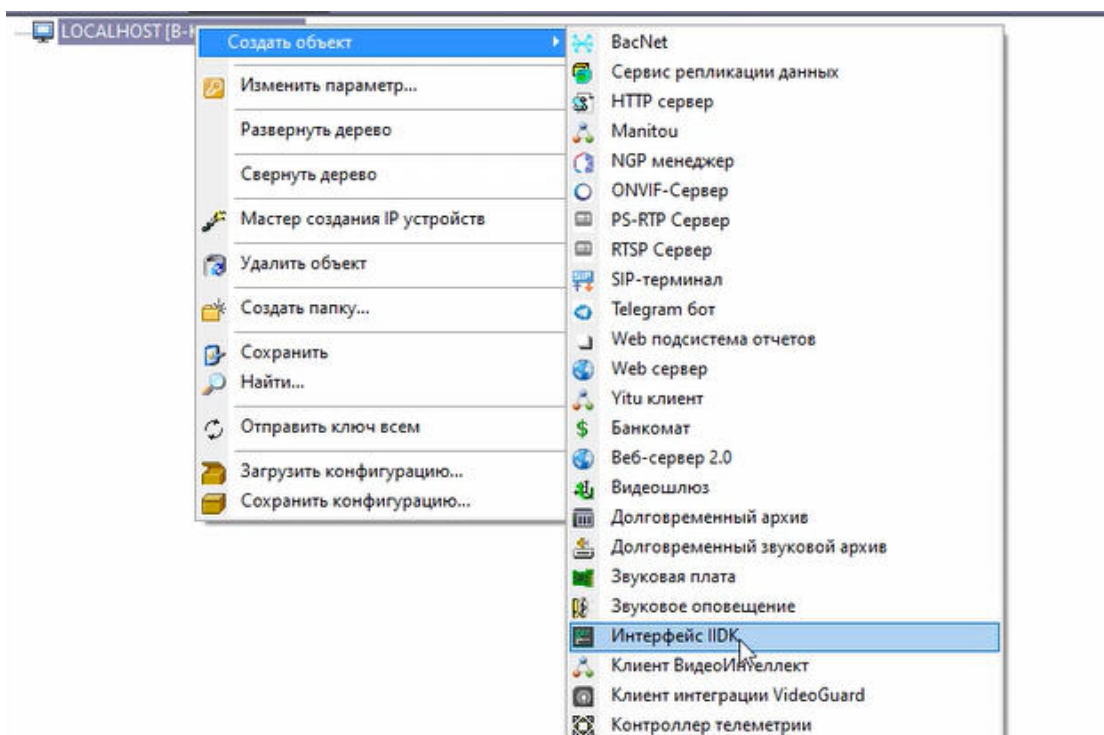 LOCALHOST [B-
Создать объект
Изменить параметр...
Развернуть дерево
Свернуть дерево
Мастер создания IP устройств
Удалить объект
Создать папку...
Сохранить
Найти...
Отправить ключ всем
Загрузить конфигурацию...
Сохранить конфигурацию...
BacNet
Сервис репликации данных
HTTP сервер
Manitou
NGP менеджер
ONVIF-Сервер
PS-RTP Сервер
RTSP Сервер
SIP-терминал
Telegram бот
Web подсистема отчетов
Web сервер
Yitu клиент
Банкомат
Веб-сервер 2.0
Видеошлюз
Долговременный архив
Долговременный звуковой архив
Звуковая плата
Звуковое оповещение
Интерфейс IIDK
Клиент ВидеоИнтеллект
Клиент интеграции VideoGuard
Контроллер телеметрии